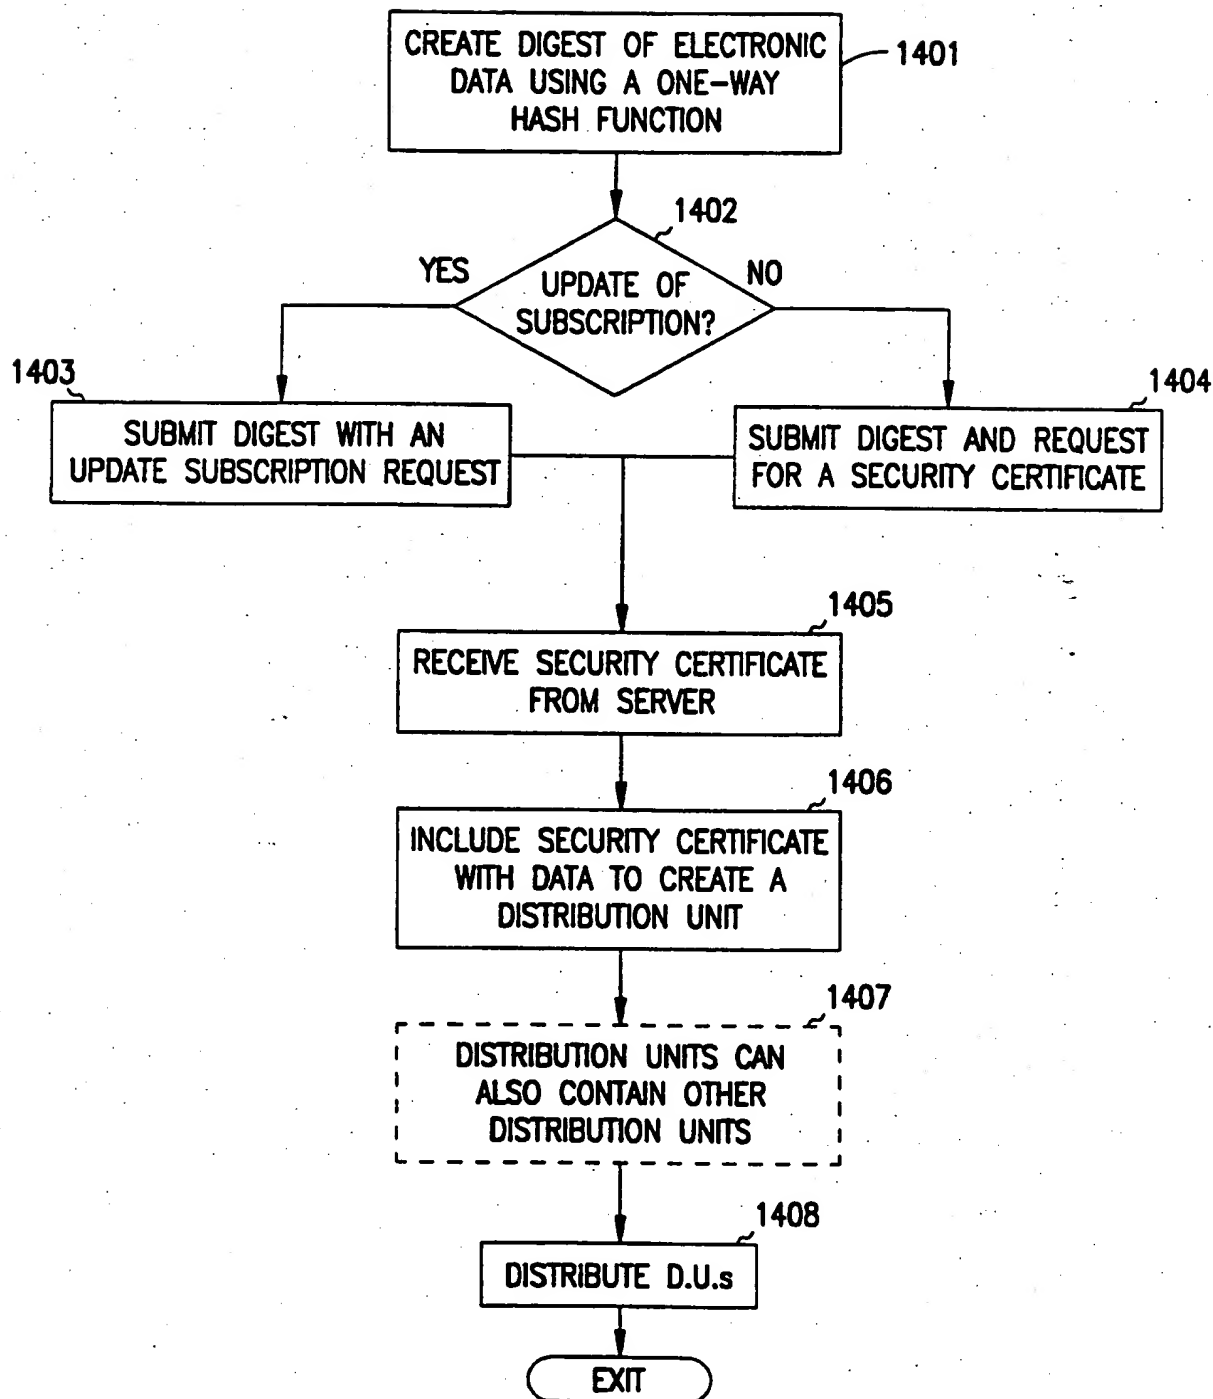 CREATE DIGEST OF ELECTRONIC
DATA USING A ONE-WAY
HASH FUNCTION
1401
1402
YES
NO
UPDATE OF
SUBSCRIPTION?
1403
1404
SUBMIT DIGEST WITH AN
UPDATE SUBSCRIPTION REQUEST
SUBMIT DIGEST AND REQUEST
FOR A SECURITY CERTIFICATE
1405
RECEIVE SECURITY CERTIFICATE
FROM SERVER
1406
INCLUDE SECURITY CERTIFICATE
WITH DATA TO CREATE A
DISTRIBUTION UNIT
1407
DISTRIBUTION UNITS CAN
ALSO CONTAIN OTHER
DISTRIBUTION UNITS
1408
DISTRIBUTE D.U.s
EXIT